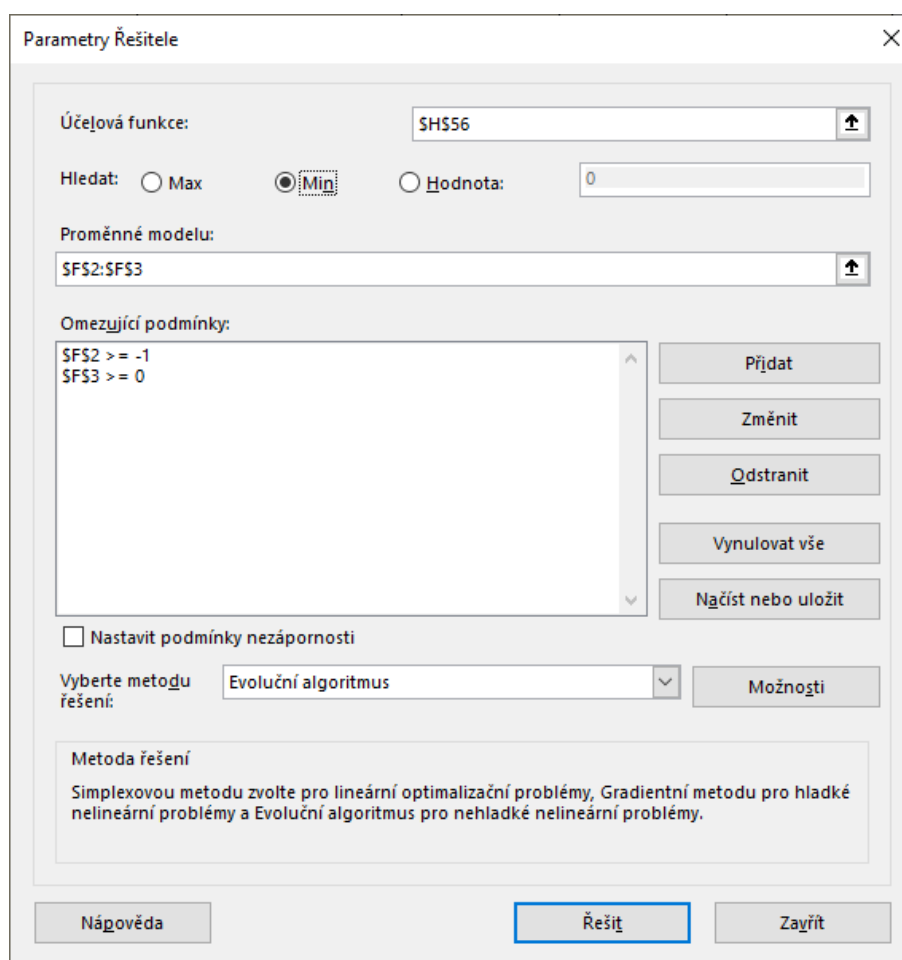 Parametry Řešitele
Účelová funkce:
$H$56
Hledat:
Max
Min
Hodnota:
0
Proměnné modelu:
$F$2:$F$3
Omezující podmínky:
$F$2 >= -1
$F$3 >= 0
Přidat
Změnit
Odstranit
Vynulovat vše
Načíst nebo uložit
Nastavit podmínky nezápornosti
Vyberte metodu
řešení:
Evoluční algoritmus
Možnosti
Metoda řešení
Simplexovou metodu zvolte pro lineární optimalizační problémy, Gradientní metodu pro hladké
nelineární problémy a Evoluční algoritmus pro nehladké nelineární problémy.
Nápověda
Řešit
Zavřít